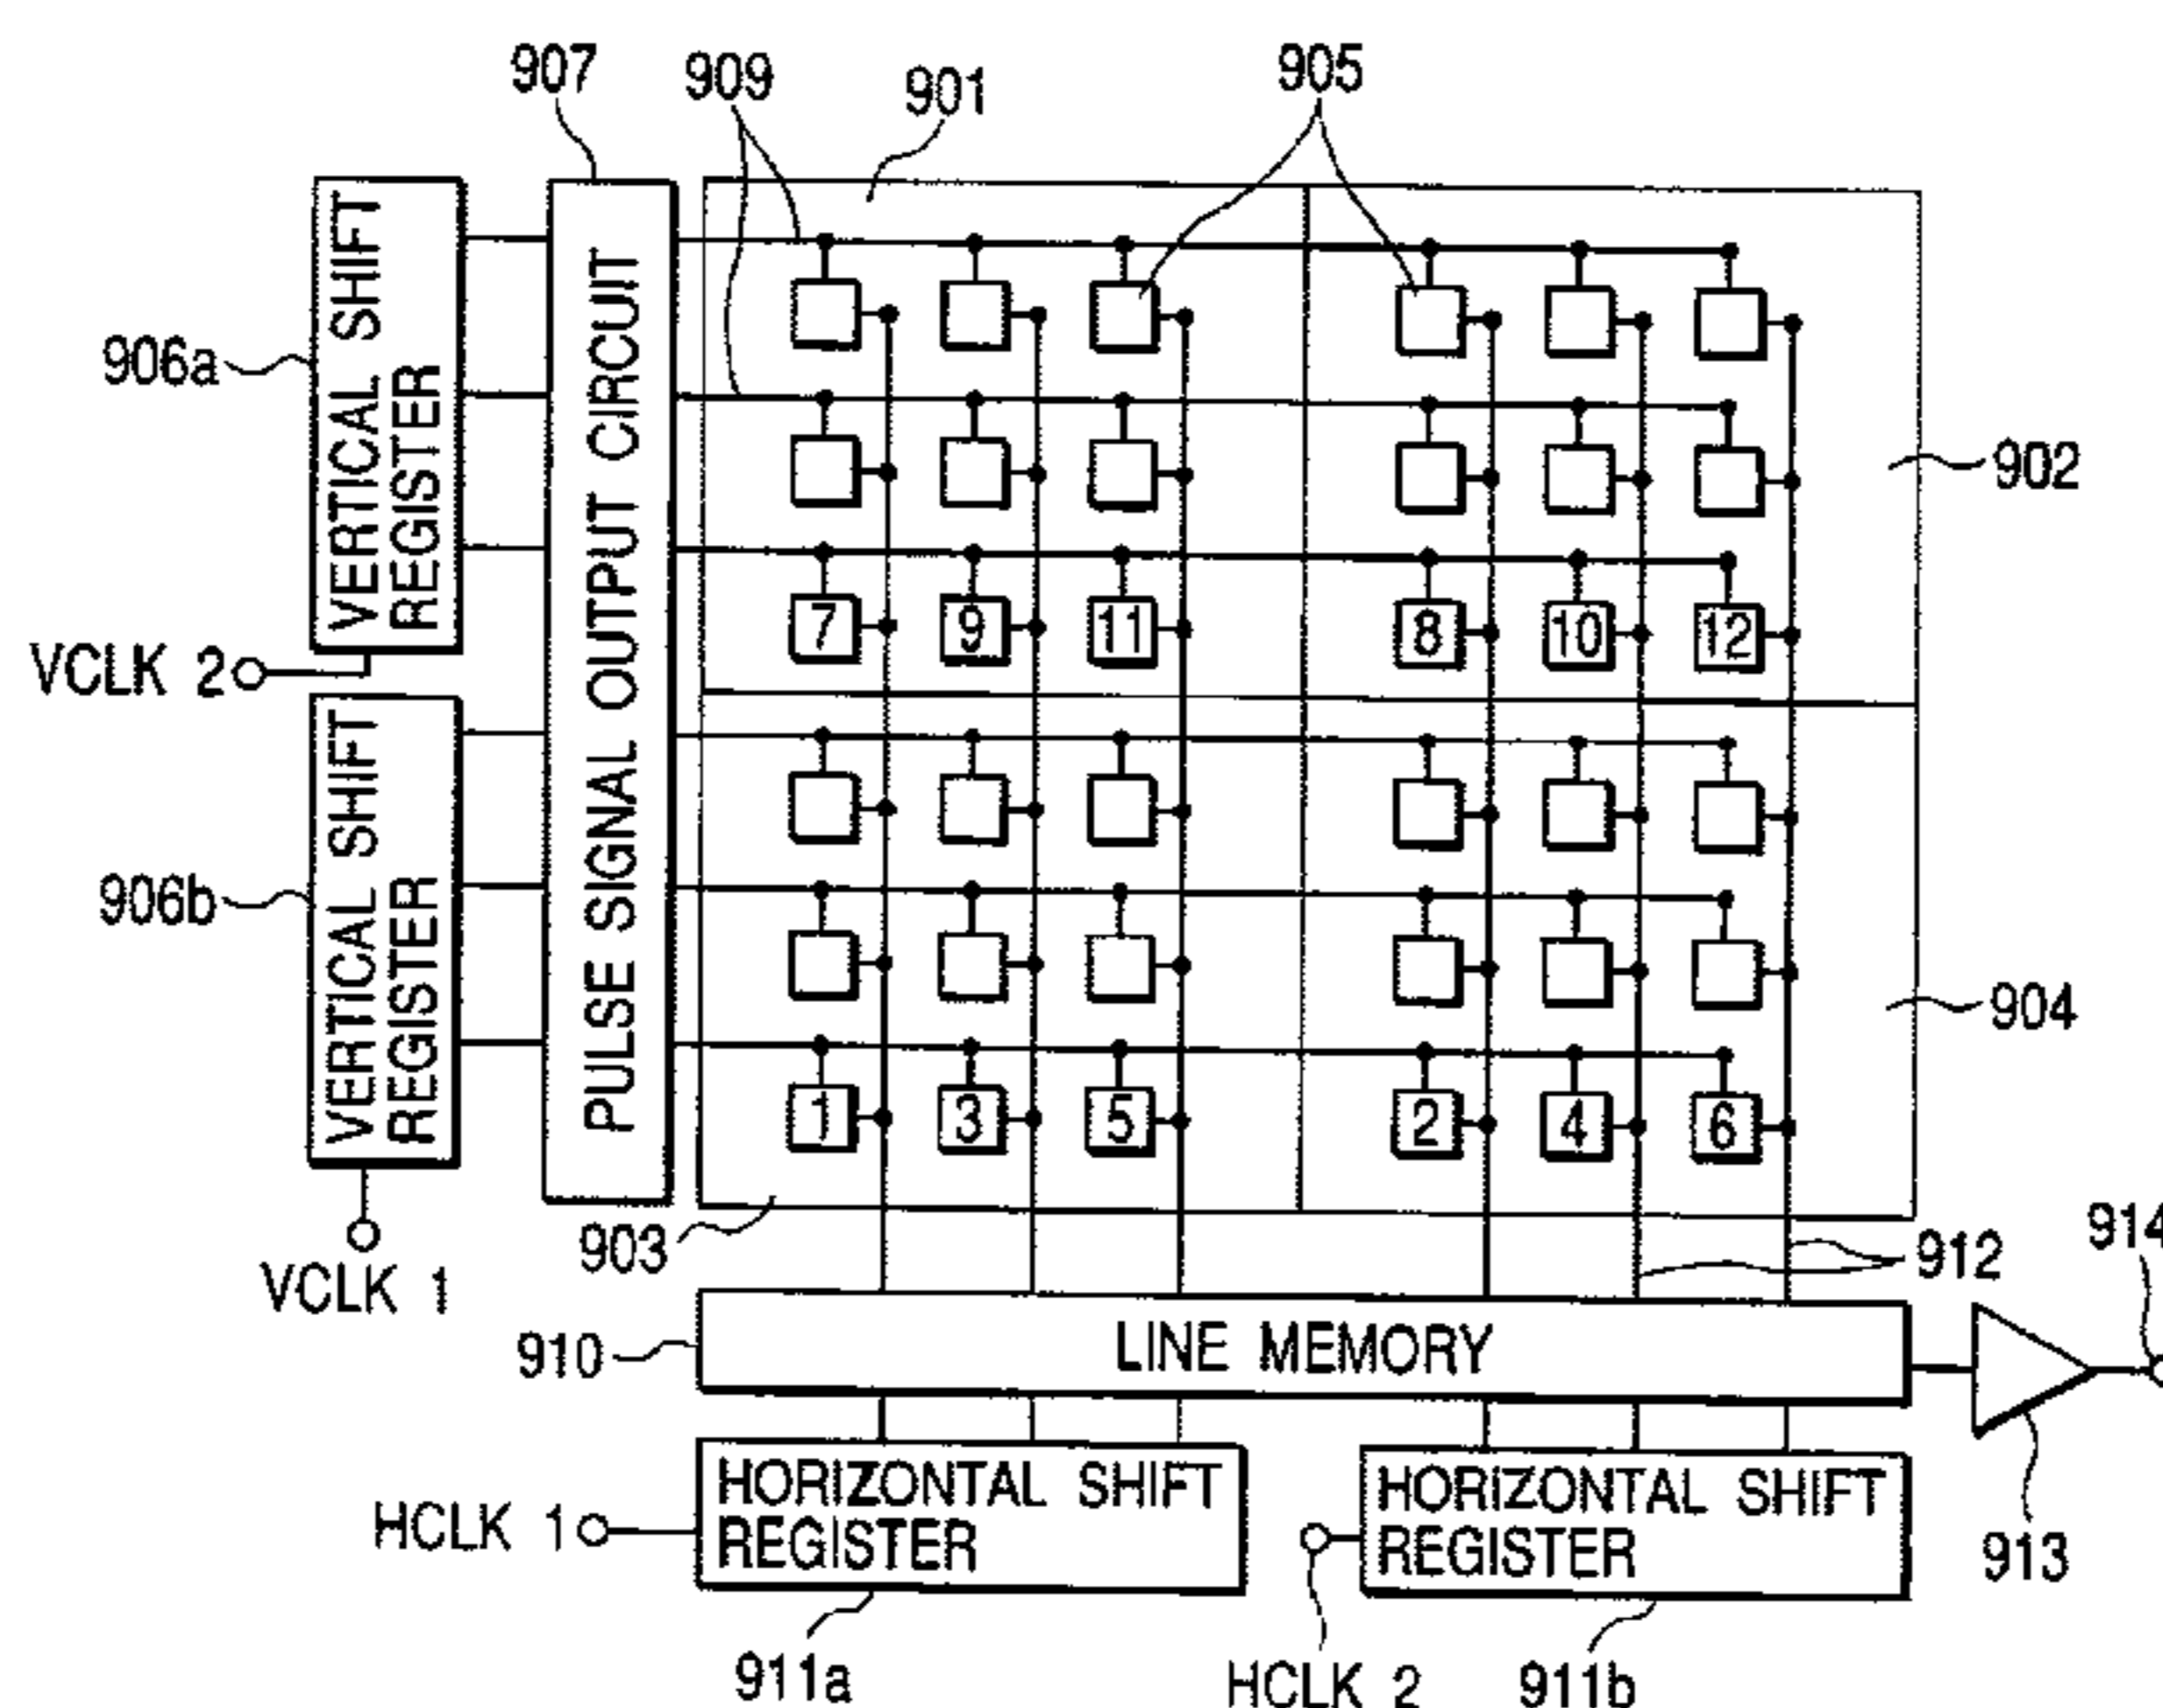 907
909
901
905
VERTICAL SHIFT
REGISTER
906a
PULSE SIGNAL OUTPUT CIRCUIT
902
7
9
11
8
10
12
VCLK 2
VERTICAL SHIFT
REGISTER
906b
904
1
3
5
2
4
6
903
VCLK 1
912
914
910
LINE MEMORY
HORIZONTAL SHIFT
REGISTER
HCLK 1
HORIZONTAL SHIFT
REGISTER
913
911a
HCLK 2
911b